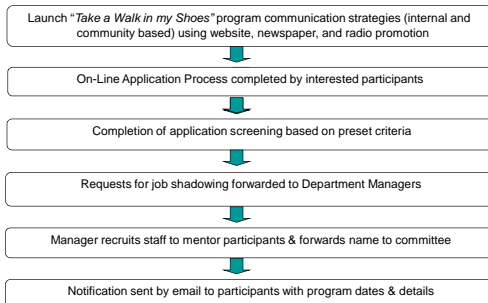 Launch “Take a Walk in my Shoes” program communication strategies (internal and
community based) using website, newspaper, and radio promotion
On-Line Application Process completed by interested participants
Completion of application screening based on preset criteria
Requests for job shadowing forwarded to Department Managers
Manager recruits staff to mentor participants & forwards name to committee
Notification sent by email to participants with program dates & details